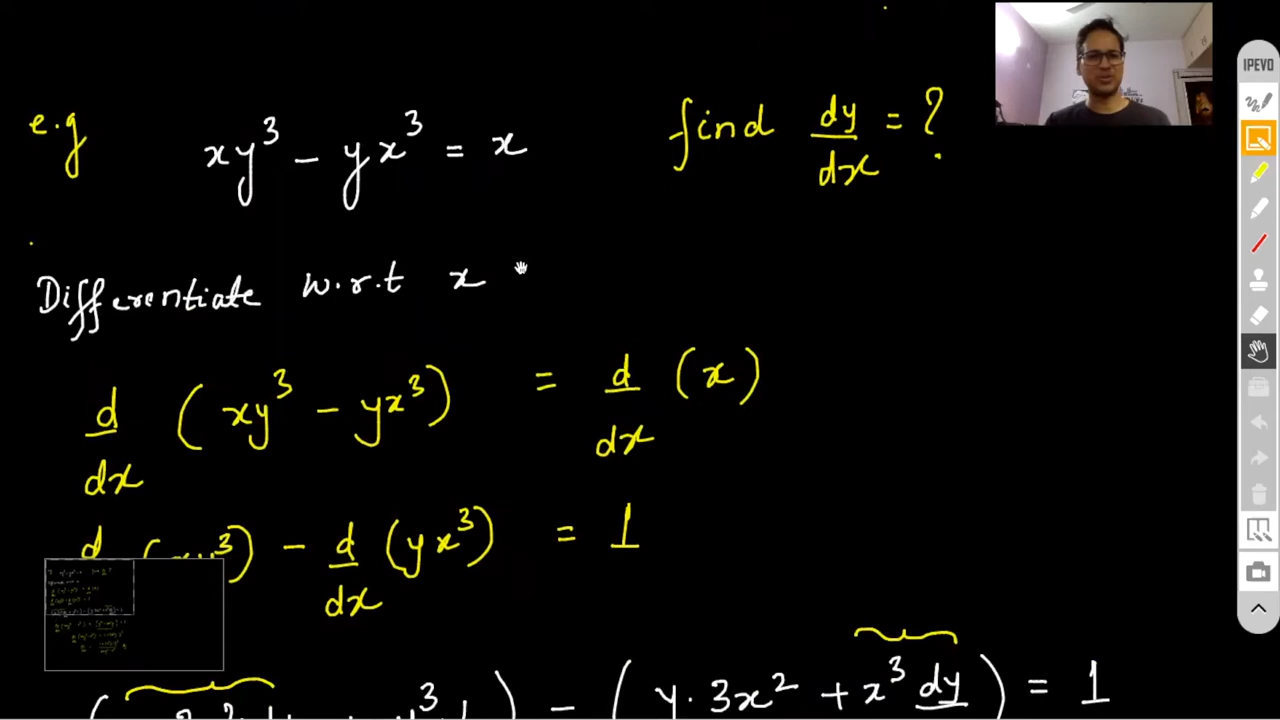 e.g xy³ - yx³ = x find dy/dx = ?
Differentiate w.r.t x
d/dx (xy³ - yx³) = d/dx (x)
- d/dx (yx³) = 1
- (y · 3x² + x³ dy) = 1
IPEVO